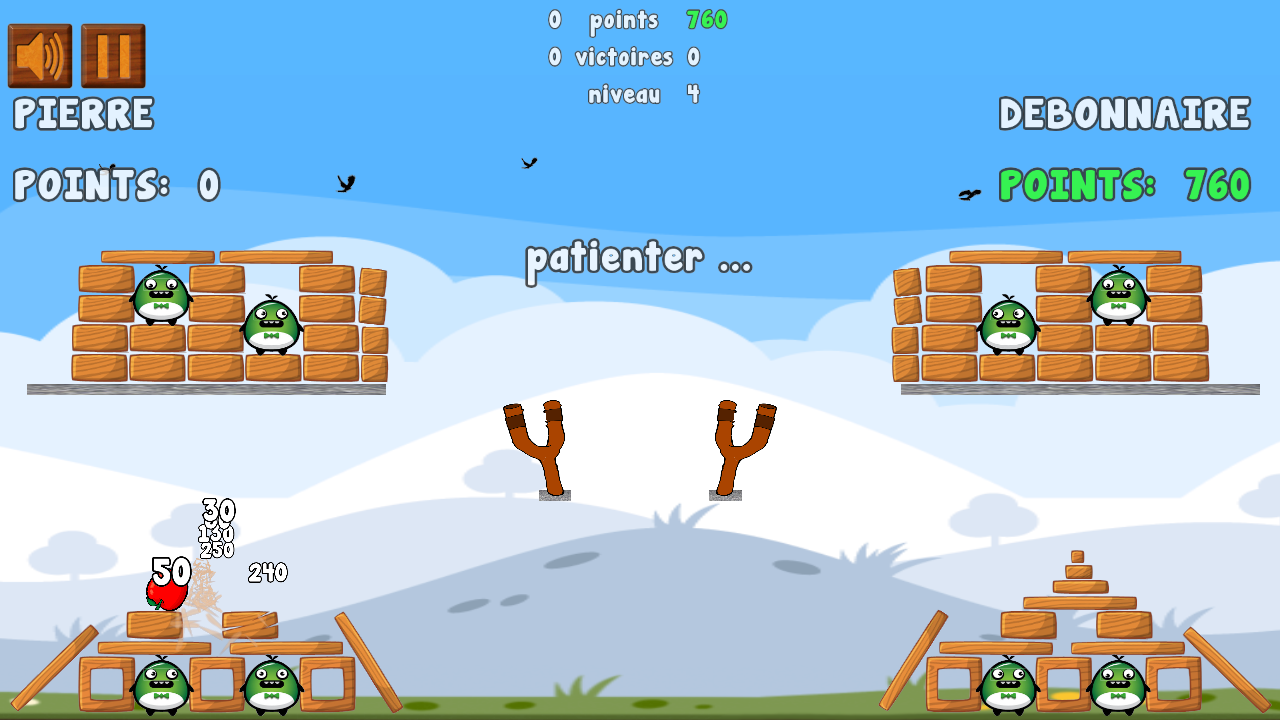 0 points 760
0 victoires 0
niveau 4
PIERRE
DEBONNAIRE
POINTS: 0
POINTS: 760
patienter ...
30
130
250
50
240